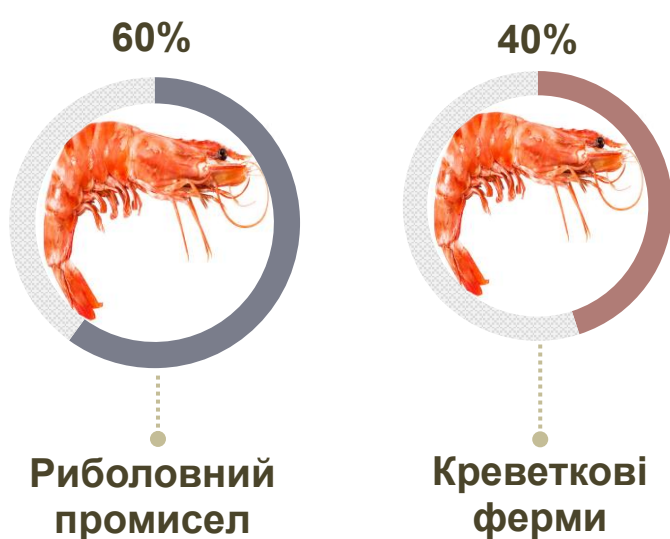 60%
40%
Риболовний
промисел
Креветкові
ферми